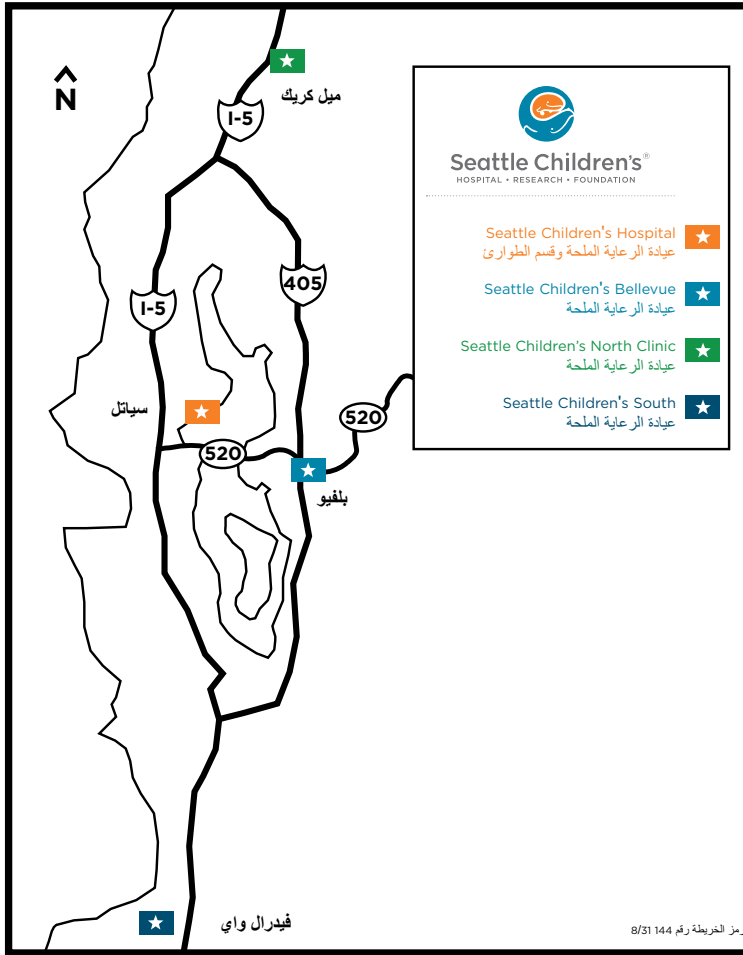 N
ميل كريك
I-5
405
I-5
سياتل
520
520
بلفيو
فيدرال واي
Seattle Children's®
HOSPITAL • RESEARCH • FOUNDATION
Seattle Children's Hospital
عيادة الرعاية الملحة وقسم الطوارئ
Seattle Children's Bellevue
عيادة الرعاية الملحة
Seattle Children's North Clinic
عيادة الرعاية الملحة
Seattle Children's South
عيادة الرعاية الملحة
رمز الخريطة رقم 144 8/31